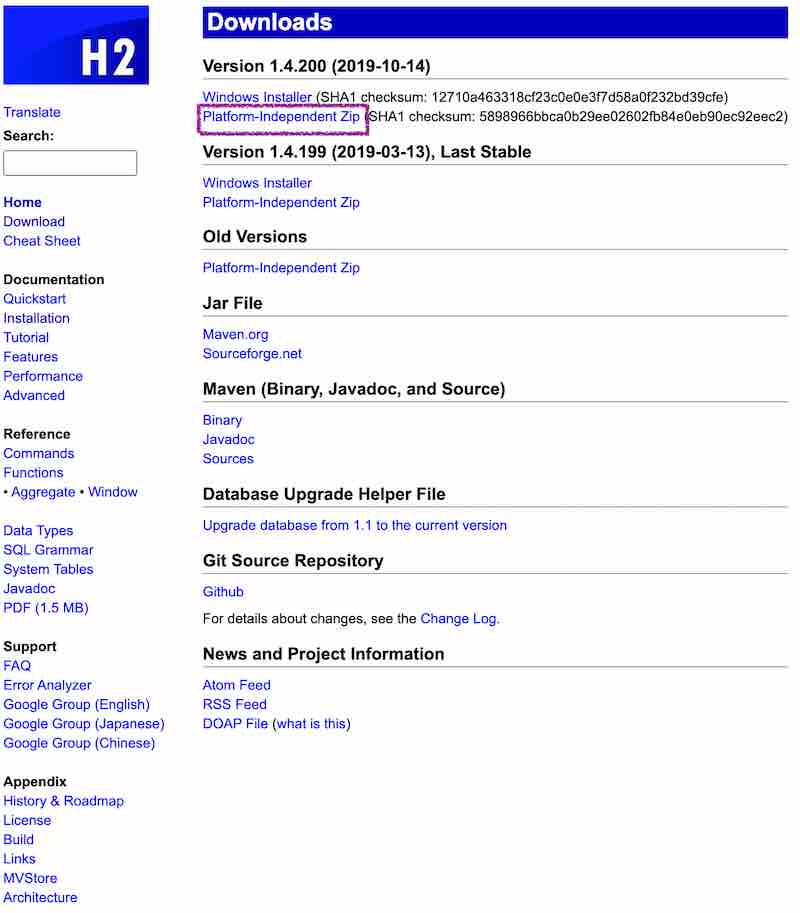 H2
Translate
Search:
Home
Download
Cheat Sheet
Documentation
Quickstart
Installation
Tutorial
Features
Performance
Advanced
Reference
Commands
Functions
• Aggregate • Window
Data Types
SQL Grammar
System Tables
Javadoc
PDF (1.5 MB)
Support
FAQ
Error Analyzer
Google Group (English)
Google Group (Japanese)
Google Group (Chinese)
Appendix
History & Roadmap
License
Build
Links
MVStore
Architecture
Downloads
Version 1.4.200 (2019-10-14)
Windows Installer (SHA1 checksum: 12710a463318cf23c0e0e3f7d58a0f232bd39cfe)
Platform-Independent Zip (SHA1 checksum: 5898966bbca0b29ee02602fb84e0eb90ec92eec2)
Version 1.4.199 (2019-03-13), Last Stable
Windows Installer
Platform-Independent Zip
Old Versions
Platform-Independent Zip
Jar File
Maven.org
Sourceforge.net
Maven (Binary, Javadoc, and Source)
Binary
Javadoc
Sources
Database Upgrade Helper File
Upgrade database from 1.1 to the current version
Git Source Repository
Github
For details about changes, see the Change Log.
News and Project Information
Atom Feed
RSS Feed
DOAP File (what is this)